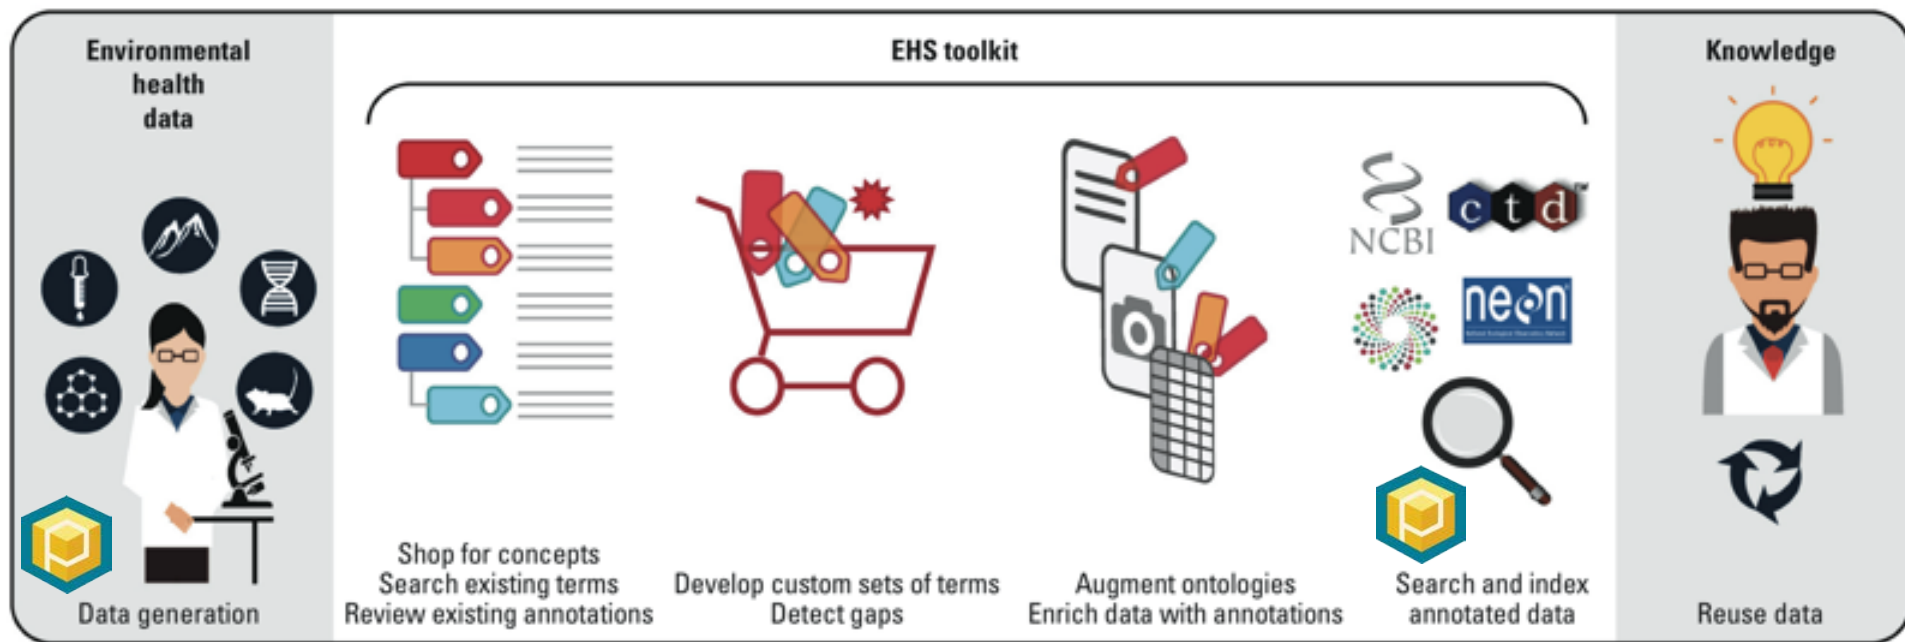 Environmental
health
data
EHS toolkit
Knowledge
NCBI
ctd
neon
Data generation
Shop for concepts
Search existing terms
Review existing annotations
Develop custom sets of terms
Detect gaps
Augment ontologies
Enrich data with annotations
Search and index
annotated data
Reuse data